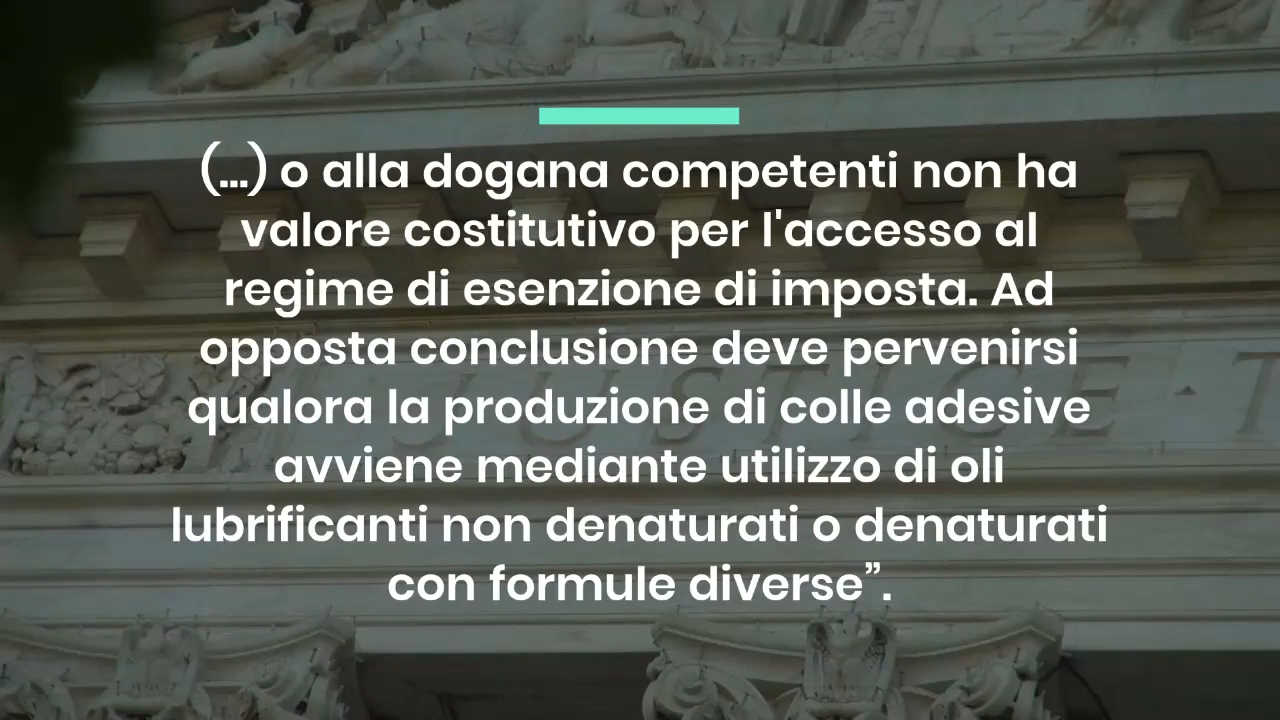 (...) o alla dogana competenti non ha
valore costitutivo per l'accesso al
regime di esenzione di imposta. Ad
opposta conclusione deve pervenirsi
qualora la produzione di colle adesive
avviene mediante utilizzo di oli
lubrificanti non denaturati o denaturati
con formule diverse”.
JUSTICE